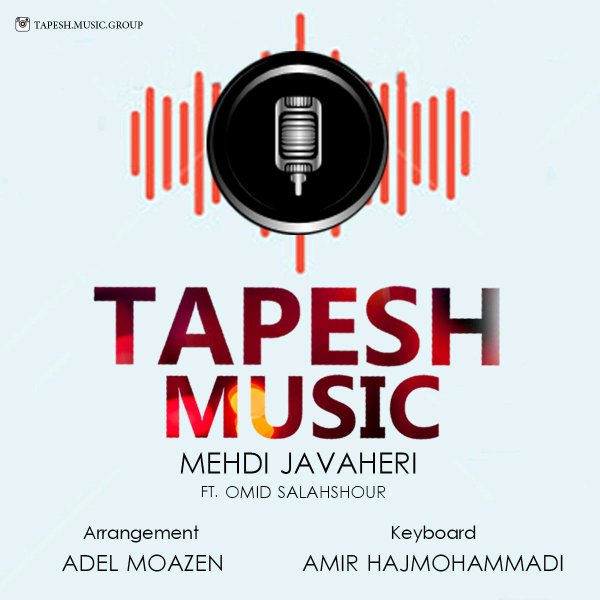 TAPESH.MUSIC.GROUP
TAPESH
MUSIC
MEHDI JAVAHERI
FT. OMID SALAHSHOUR
Arrangement
ADEL MOAZEN
Keyboard
AMIR HAJMOHAMMADI